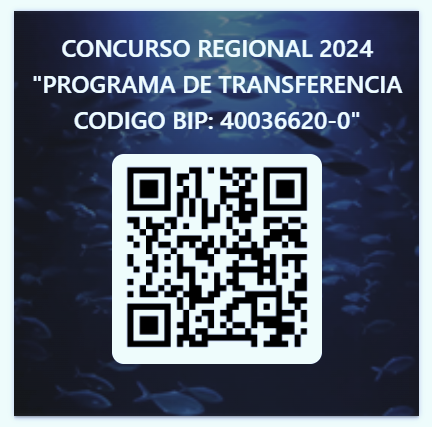 CONCURSO REGIONAL 2024
"PROGRAMA DE TRANSFERENCIA
CODIGO BIP: 40036620-0"